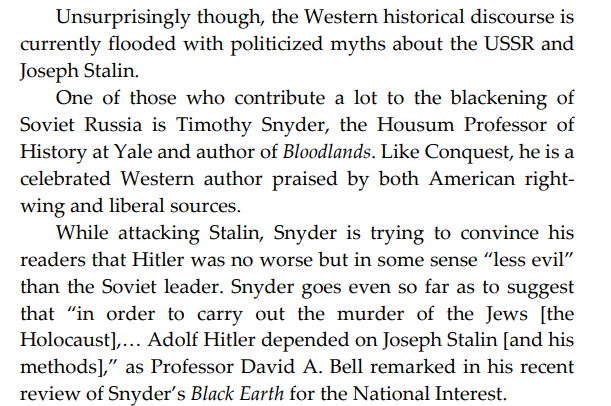 Unsurprisingly though, the Western historical discourse is
currently flooded with politicized myths about the USSR and
Joseph Stalin.
One of those who contribute a lot to the blackening of
Soviet Russia is Timothy Snyder, the Housum Professor of
History at Yale and author of Bloodlands. Like Conquest, he is a
celebrated Western author praised by both American right-
wing and liberal sources.
While attacking Stalin, Snyder is trying to convince his
readers that Hitler was no worse but in some sense “less evil”
than the Soviet leader. Snyder goes even so far as to suggest
that “in order to carry out the murder of the Jews [the
Holocaust],… Adolf Hitler depended on Joseph Stalin [and his
methods],” as Professor David A. Bell remarked in his recent
review of Snyder’s Black Earth for the National Interest.